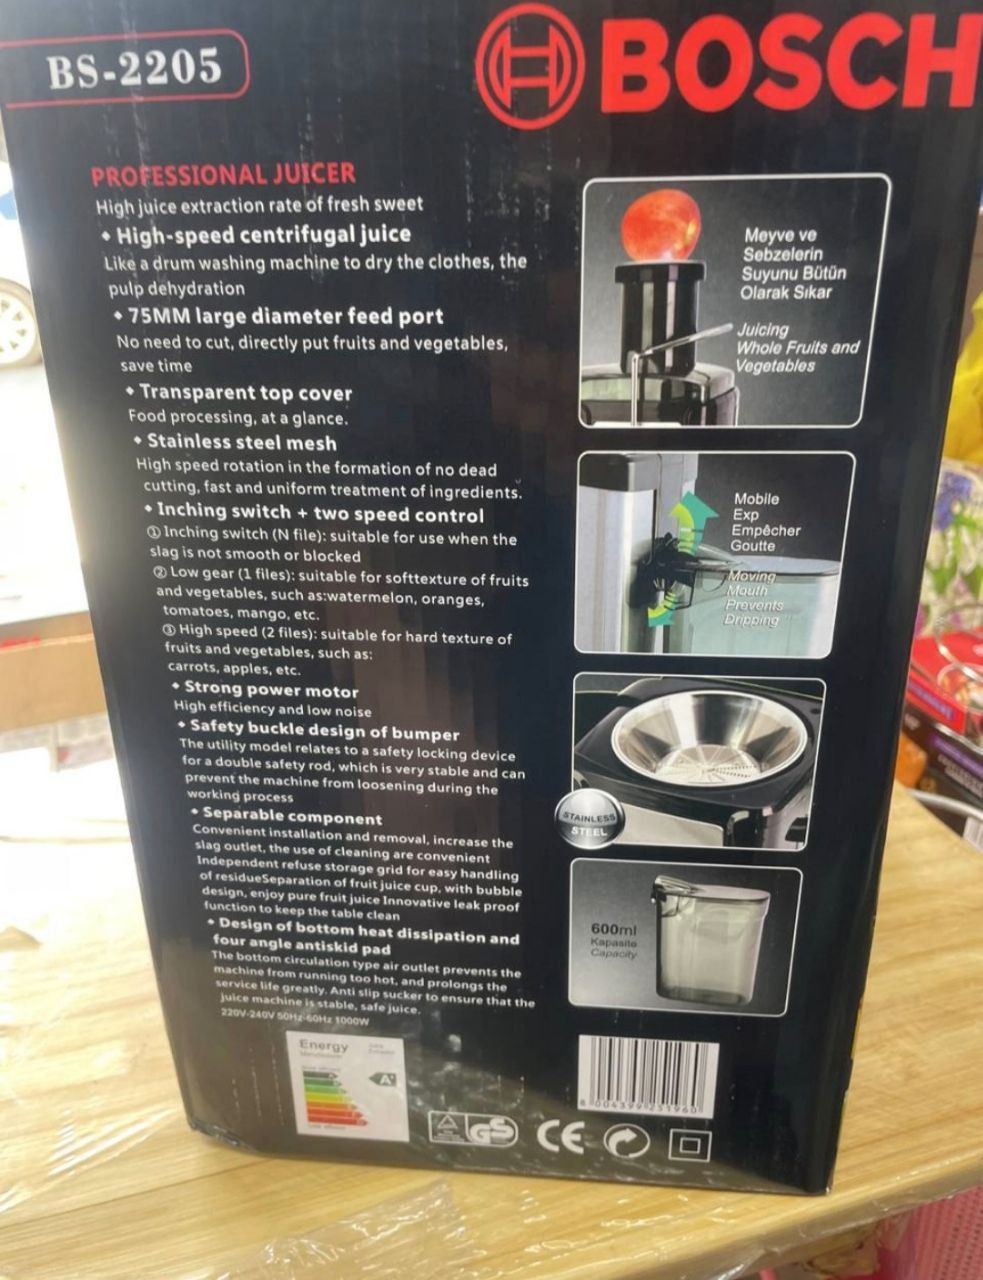 BS-2205
BOSCH
PROFESSIONAL JUICER
High juice extraction rate of fresh sweet
High-speed centrifugal juice
Like a drum washing machine to dry the clothes, the
pulp dehydration
75MM large diameter feed port
No need to cut, directly put fruits and vegetables,
save time
Transparent top cover
Food processing, at a glance.
Stainless steel mesh
High speed rotation in the formation of no dead
cutting, fast and uniform treatment of ingredients.
Inching switch + two speed control
① Inching switch (N file): suitable for use when the
slag is not smooth or blocked
② Low gear (1 files): suitable for softtexture of fruits
and vegetables, such as:watermelon, oranges,
tomatoes, mango, etc.
③ High speed (2 files): suitable for hard texture of
fruits and vegetables, such as:
carrots, apples, etc.
Strong power motor
High efficiency and low noise
Safety buckle design of bumper
The utility model relates to a safety locking device
for a double safety rod, which is very stable and can
prevent the machine from loosening during the
working process
Separable component
Convenient installation and removal, increase the
slag outlet, the use of cleaning are convenient
Independent refuse storage grid for easy handling
of residueSeparation of fruit juice cup, with bubble
design, enjoy pure fruit juice Innovative leak proof
function to keep the table clean
Design of bottom heat dissipation and
four angle antiskid pad
The bottom circulation type air outlet prevents the
machine from running too hot, and prolongs the
service life greatly. Anti slip sucker to ensure that the
juice machine is stable, safe juice.
220V-240V 50Hz-60Hz 1000W
Meyve ve
Sebzelerin
Suyunu Bütün
Olarak Sıkar
Juicing
Whole Fruits and
Vegetables
Mobile
Exp
Empêcher
Goutte
Moving
Mouth
Prevents
Dripping
STAINLESS
STEEL
600ml
Kapasite
Capacity
Energy
A+
GS
CE